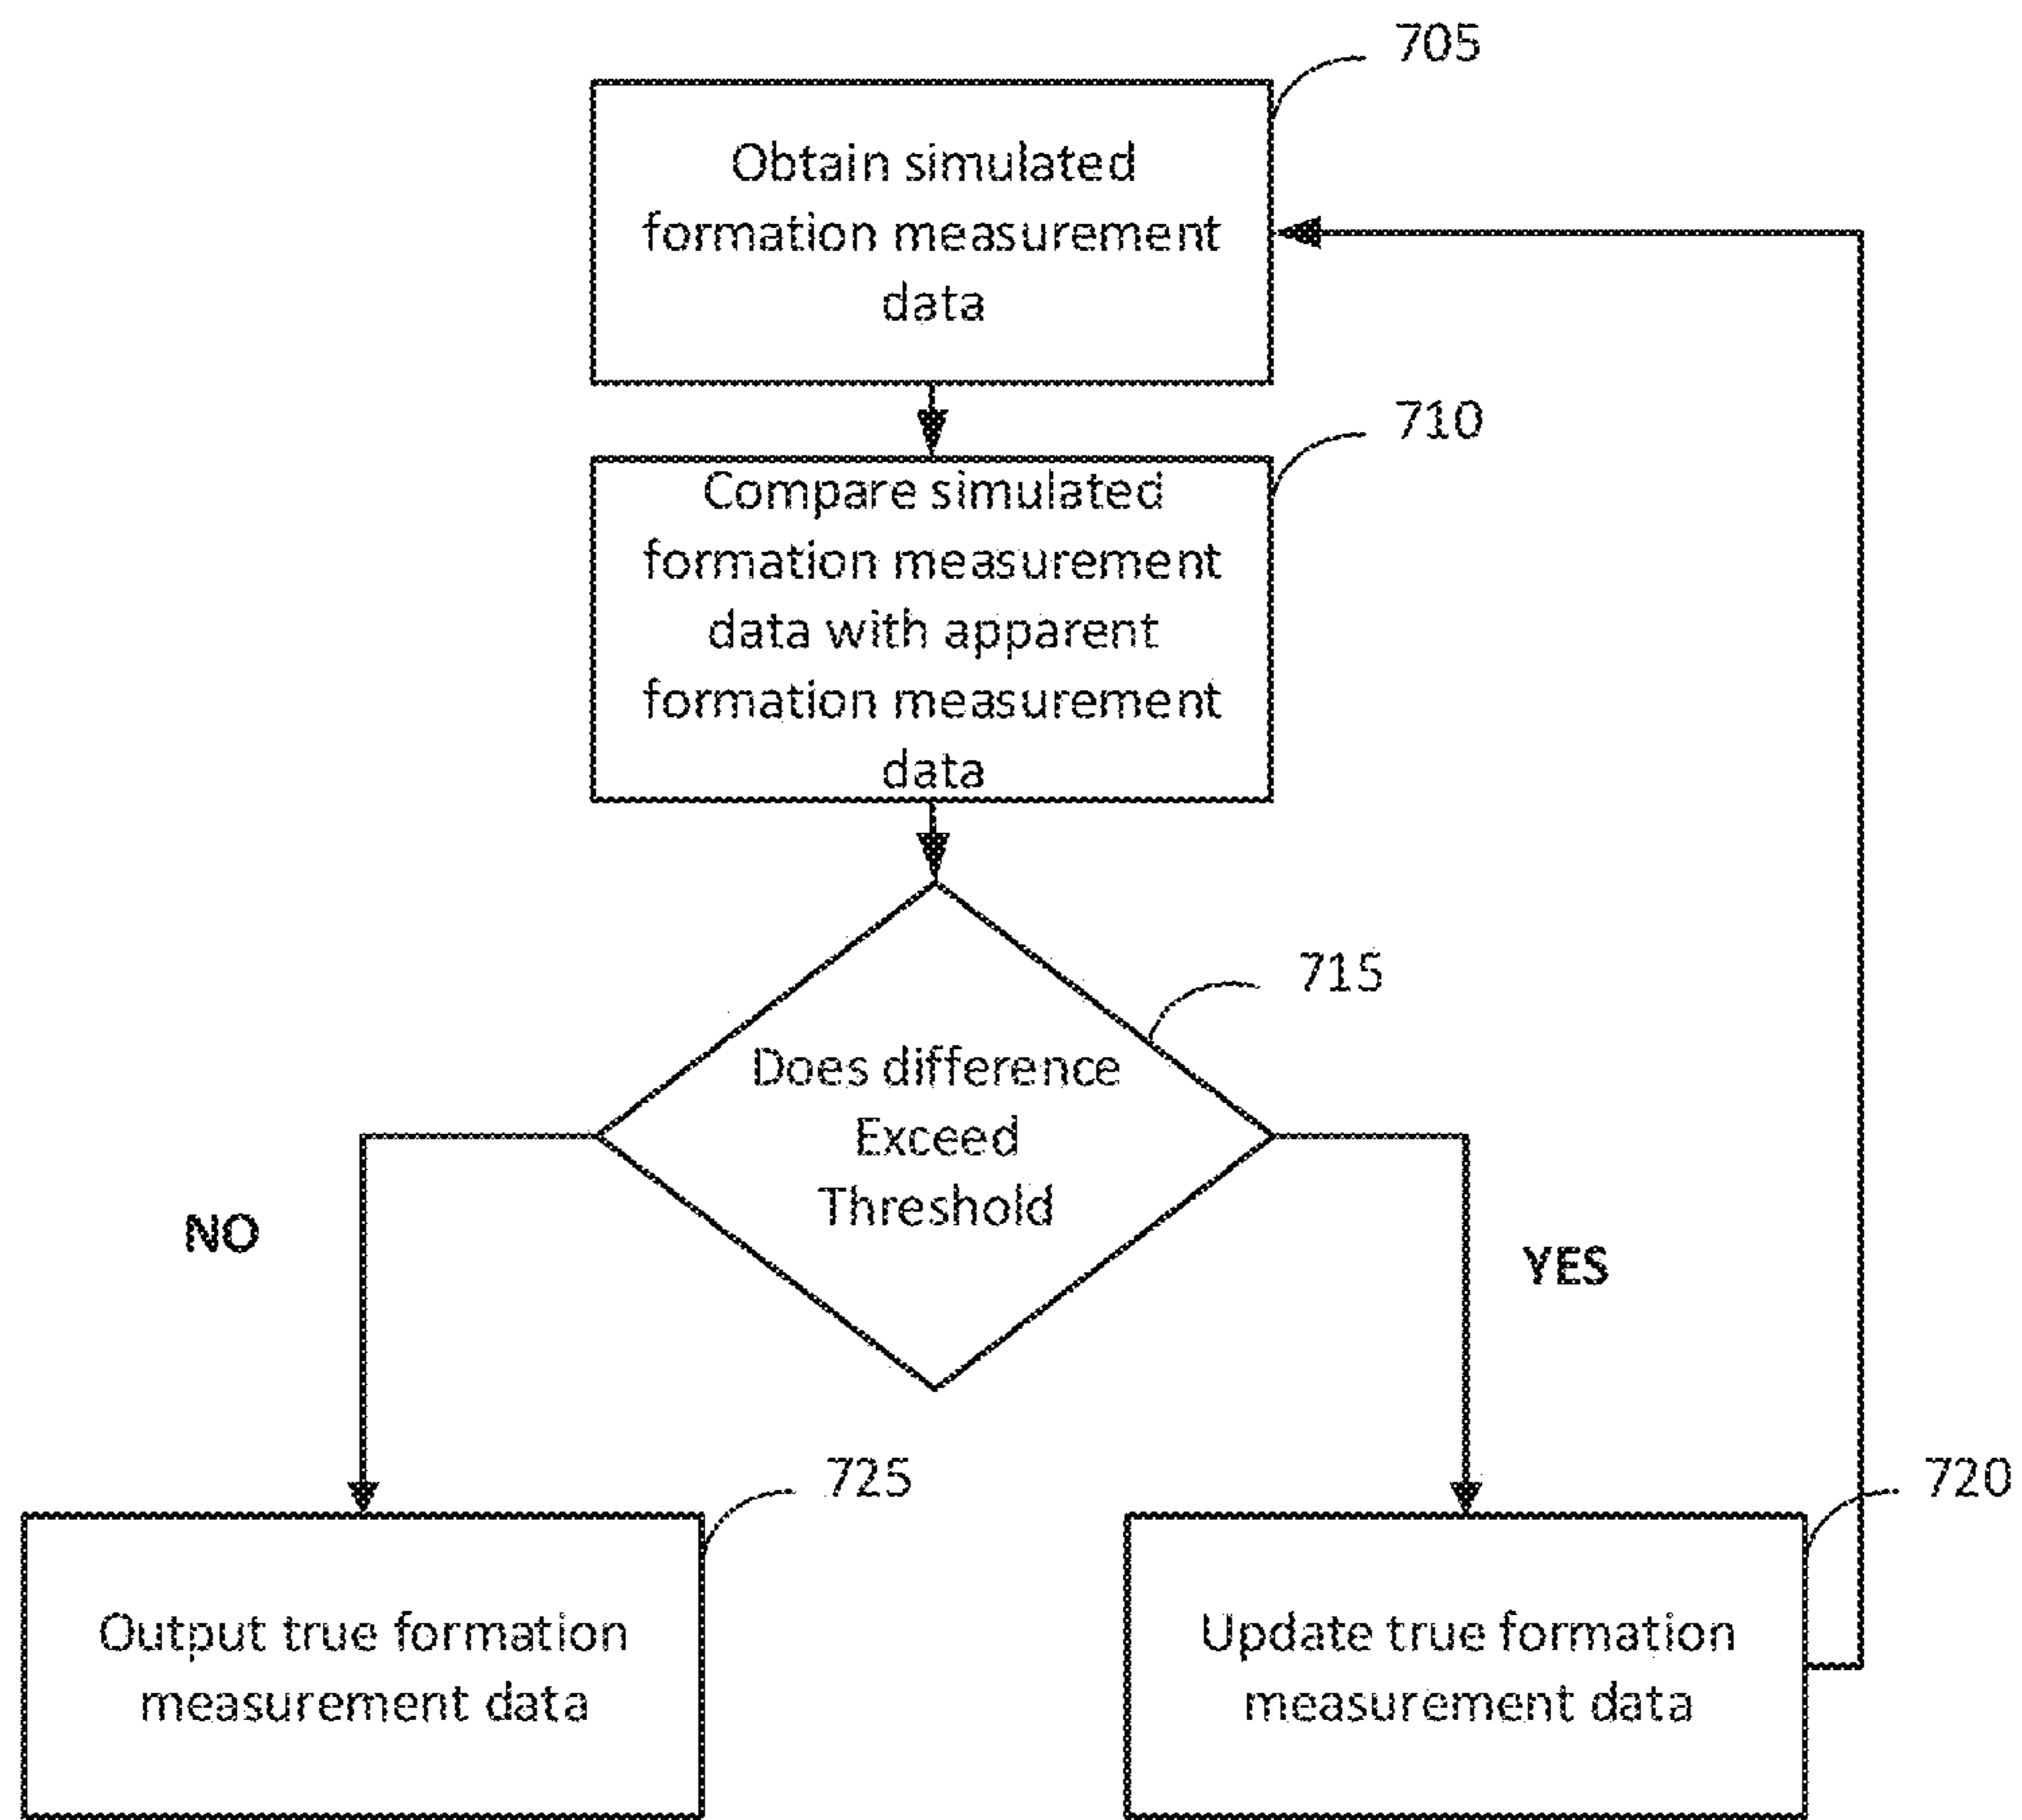 705
Obtain simulated
formation measurement
data
710
Compare simulated
formation measurement
data with apparent
formation measurement
data
715
Does difference
Exceed
Threshold
NO
YES
725
720
Output true formation
measurement data
Update true formation
measurement data